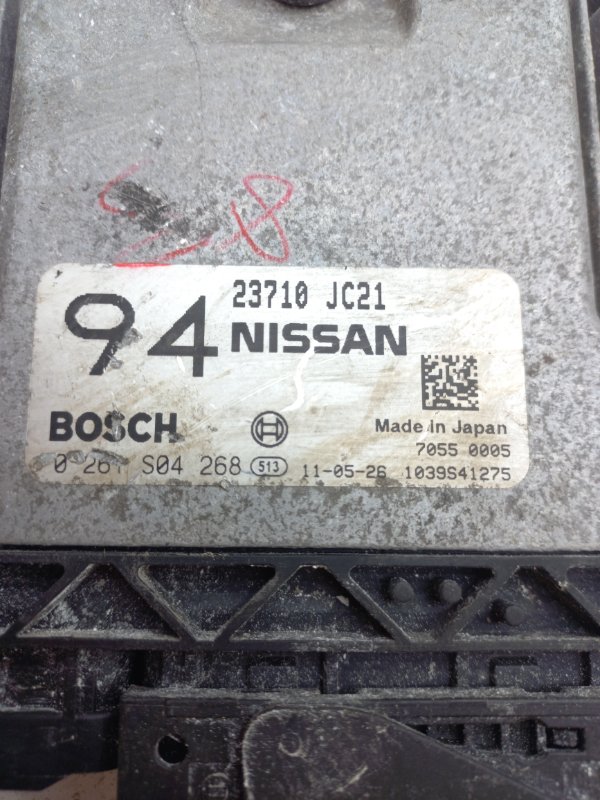 94
23710 JC21
NISSAN
BOSCH
Made in Japan
7055 0005
0 261 S04 268 513 11-05-26 1039S41275